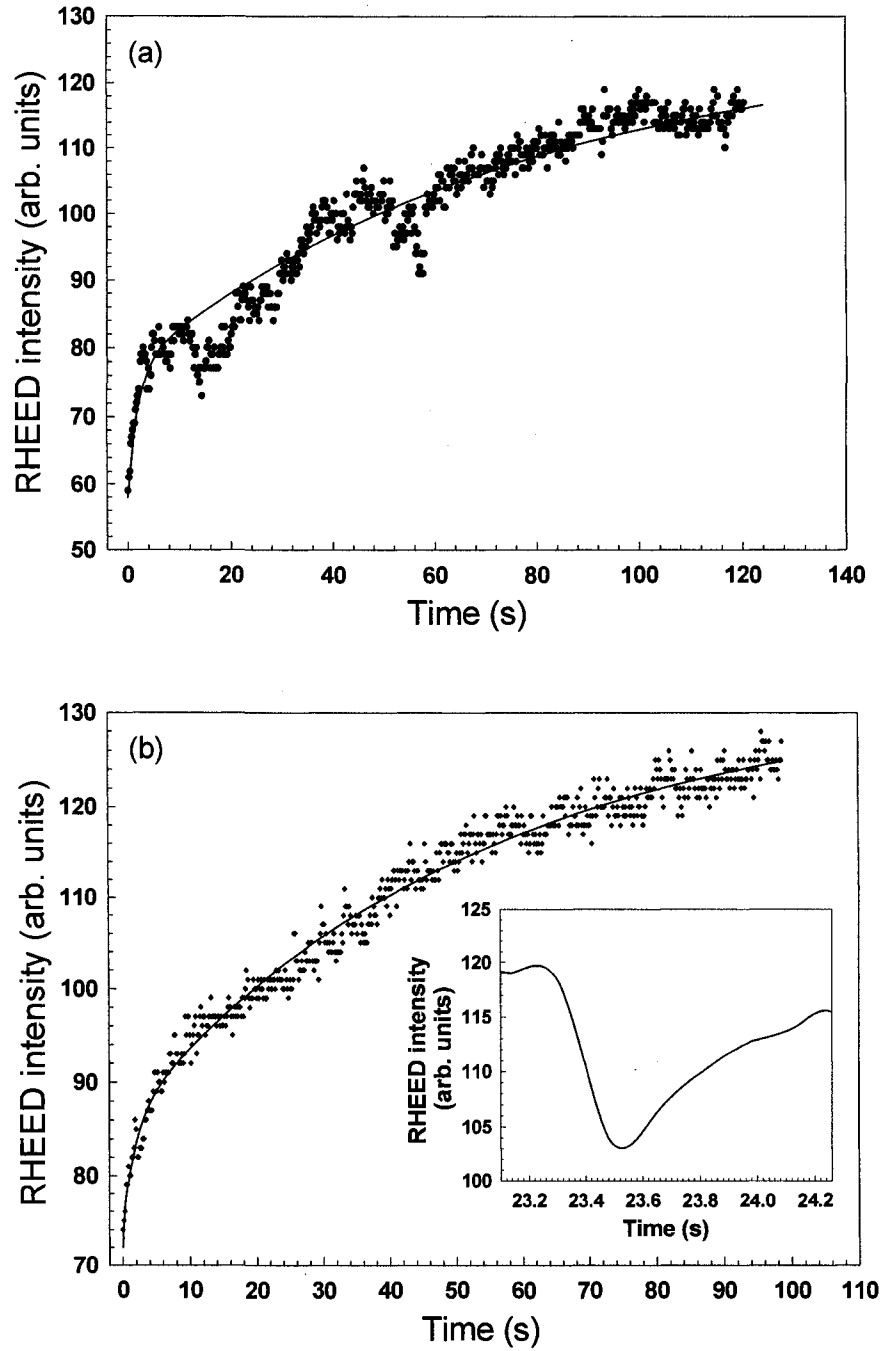 (a)
RHEED intensity (arb. units)
130
120
110
100
90
80
70
60
50
0 20 40 60 80 100 120 140
Time (s)
(b)
RHEED intensity (arb. units)
130
120
110
100
90
80
70
0 10 20 30 40 50 60 70 80 90 100 110
Time (s)
RHEED intensity
(arb. units)
125
120
115
110
105
100
23.2 23.4 23.6 23.8 24.0 24.2
Time (s)